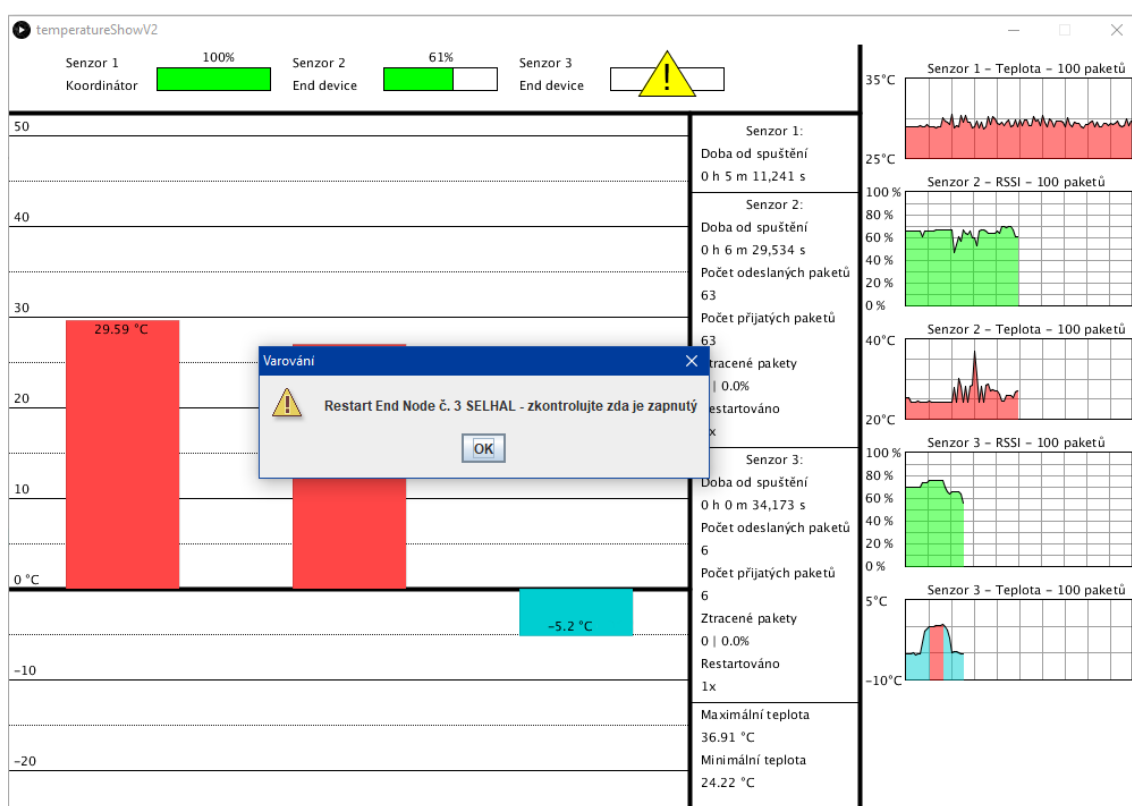 temperatureShowV2
Senzor 1
Koordinátor
100%
Senzor 2
End device
61%
Senzor 3
End device
!
50
40
30
20
10
0 °C
−10
−20
29.59 °C
−5.2 °C
Varování
Restart End Node č. 3 SELHAL - zkontrolujte zda je zapnutý
OK
Senzor 1:
Doba od spuštění
0 h 5 m 11,241 s
Senzor 2:
Doba od spuštění
0 h 6 m 29,534 s
Počet odeslaných paketů
63
Počet přijatých paketů
63
tracené pakety
| 0.0%
estartováno
x
Senzor 3:
Doba od spuštění
0 h 0 m 34,173 s
Počet odeslaných paketů
6
Počet přijatých paketů
6
Ztracené pakety
0 | 0.0%
Restartováno
1x
Maximální teplota
36.91 °C
Minimální teplota
24.22 °C
Senzor 1 − Teplota − 100 paketů
35°C
25°C
Senzor 2 − RSSI − 100 paketů
100 %
80 %
60 %
40 %
20 %
0 %
Senzor 2 − Teplota − 100 paketů
40°C
20°C
Senzor 3 − RSSI − 100 paketů
100 %
80 %
60 %
40 %
20 %
0 %
Senzor 3 − Teplota − 100 paketů
5°C
−10°C